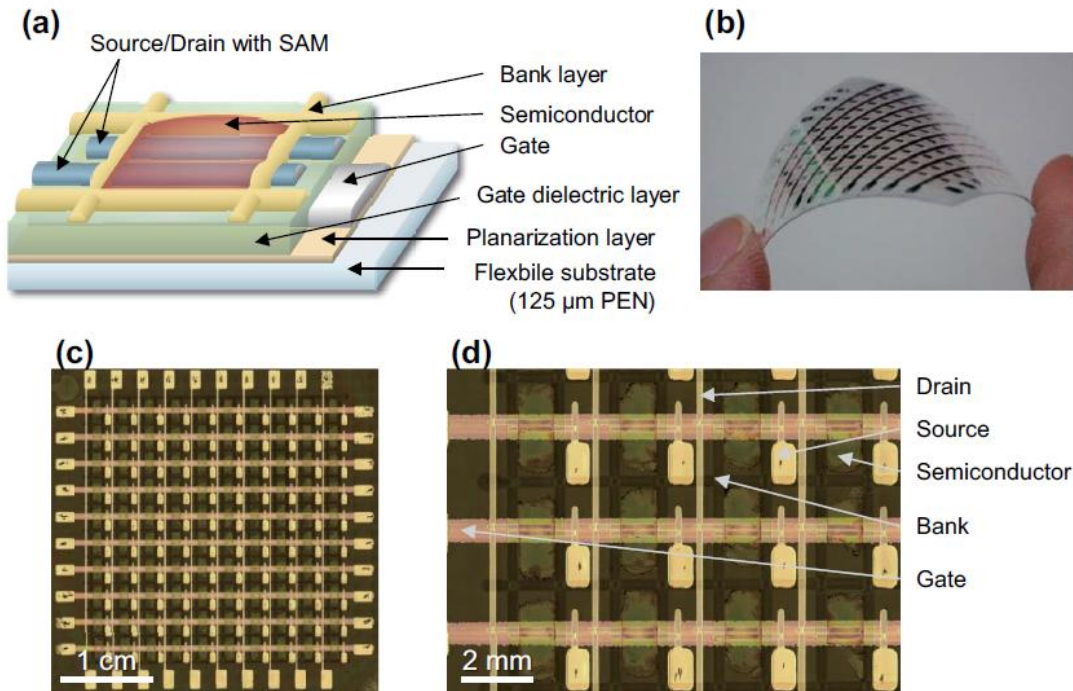 (a)
Source/Drain with SAM
Bank layer
Semiconductor
Gate
Gate dielectric layer
Planarization layer
Flexbile substrate
(125 µm PEN)
(b)
(c)
1 cm
(d)
Drain
Source
Semiconductor
Bank
Gate
2 mm